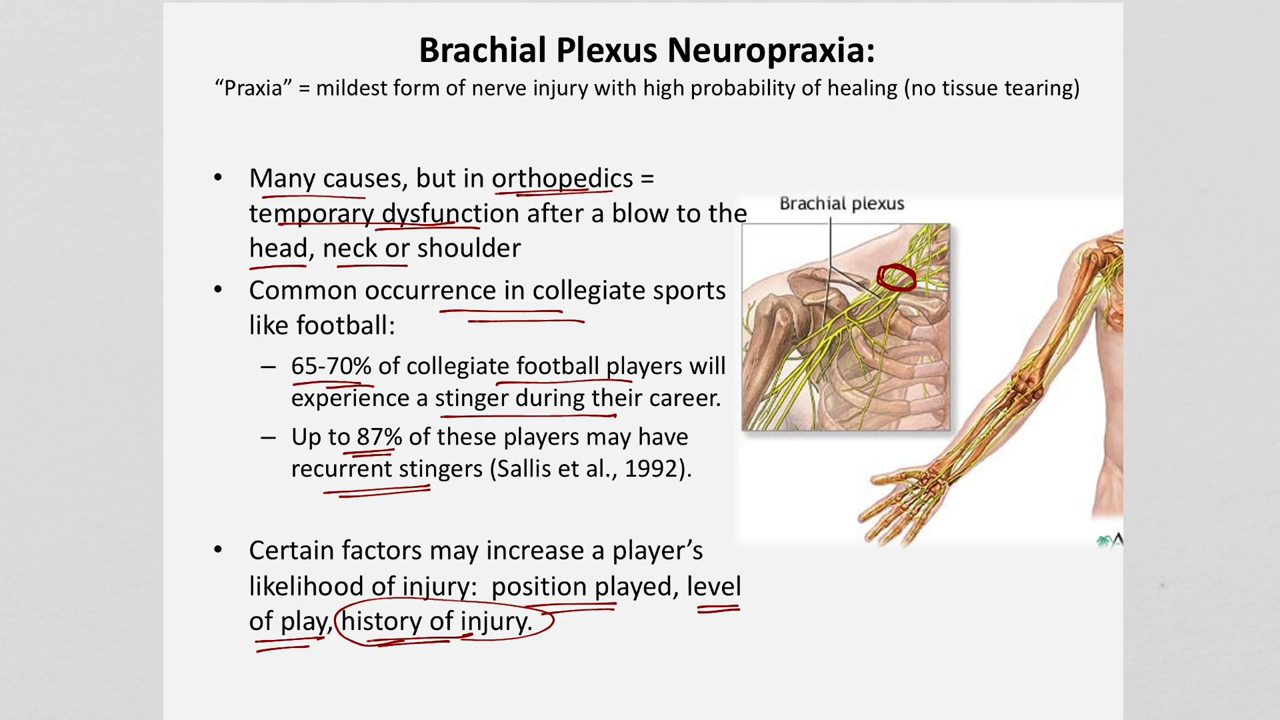 Brachial Plexus Neuropraxia:
“Praxia” = mildest form of nerve injury with high probability of healing (no tissue tearing)
• Many causes, but in orthopedics =
temporary dysfunction after a blow to the
head, neck or shoulder
• Common occurrence in collegiate sports
like football:
– 65-70% of collegiate football players will
experience a stinger during their career.
– Up to 87% of these players may have
recurrent stingers (Sallis et al., 1992).
• Certain factors may increase a player’s
likelihood of injury: position played, level
of play, history of injury.
Brachial plexus